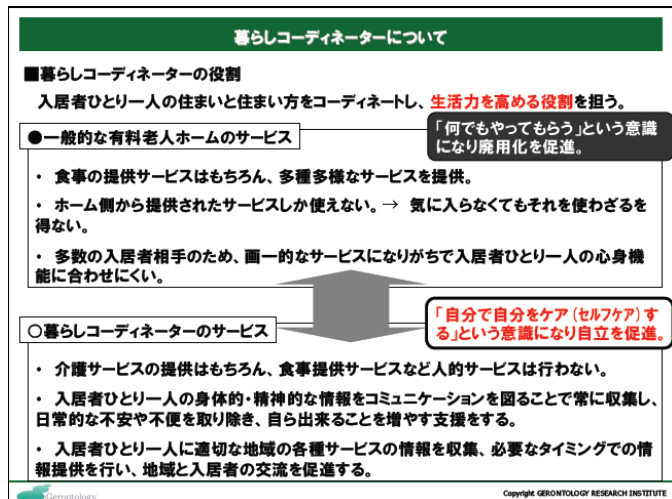 暮らしコーディネーターについて
■暮らしコーディネーターの役割
入居者ひとり一人の住まいと住まい方をコーディネートし、生活力を高める役割を担う。
●一般的な有料老人ホームのサービス
「何でもやってもらう」という意識
になり廃用化を促進。
・ 食事の提供サービスはもちろん、多種多様なサービスを提供。
・ ホーム側から提供されたサービスしか使えない。→ 気に入らなくてもそれを使わざるを
得ない。
・ 多数の入居者相手のため、画一的なサービスになりがちで入居者ひとり一人の心身機
能に合わせにくい。
○暮らしコーディネーターのサービス
「自分で自分をケア(セルフケア)す
る」という意識になり自立を促進。
・ 介護サービスの提供はもちろん、食事提供サービスなど人的サービスは行わない。
・ 入居者ひとり一人の身体的・精神的な情報をコミュニケーションを図ることで常に収集し、
日常的な不安や不便を取り除き、自ら出来ることを増やす支援をする。
・ 入居者ひとり一人に適切な地域の各種サービスの情報を収集、必要なタイミングでの情
報提供を行い、地域と入居者の交流を促進する。
Gerontology
Copyright GERONTOLOGY RESEARCH INSTITUTE